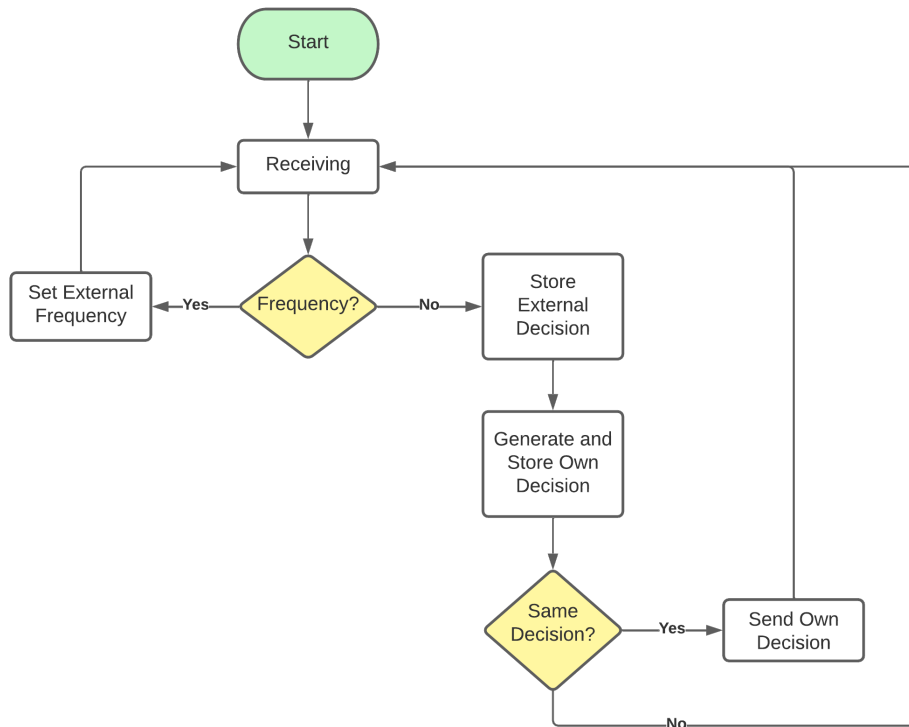 Start
Receiving
Set External
Frequency
Yes
Frequency?
No
Store
External
Decision
Generate and
Store Own
Decision
Same
Decision?
Yes
Send Own
Decision
No